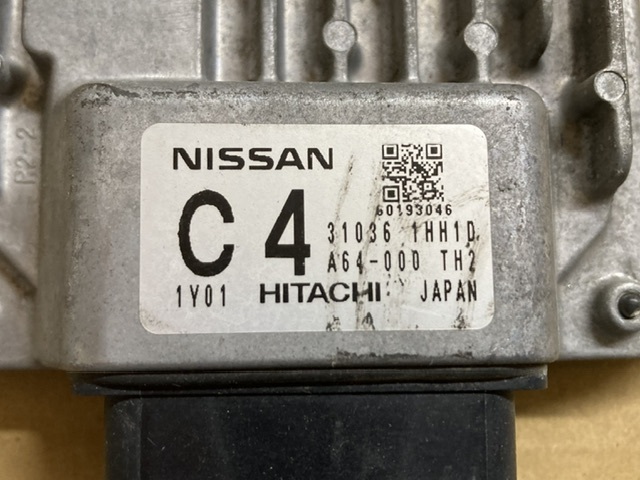 R2-2
NISSAN
60193046
C 4
31036 1HH1D
A64-000 TH2
1Y01 HITACHI JAPAN